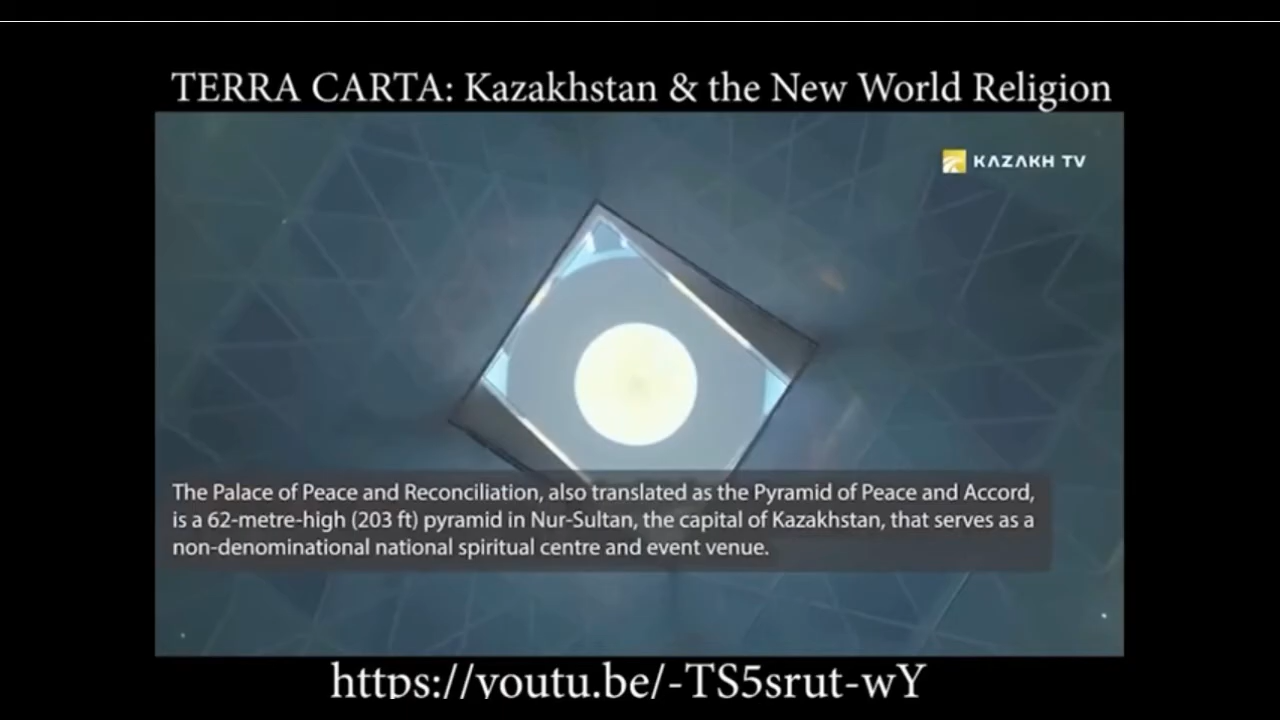 TERRA CARTA: Kazakhstan & the New World Religion
KAZAKH TV
The Palace of Peace and Reconciliation, also translated as the Pyramid of Peace and Accord,
is a 62-metre-high (203 ft) pyramid in Nur-Sultan, the capital of Kazakhstan, that serves as a
non-denominational national spiritual centre and event venue.
https://youtu.be/-TS5srut-wY